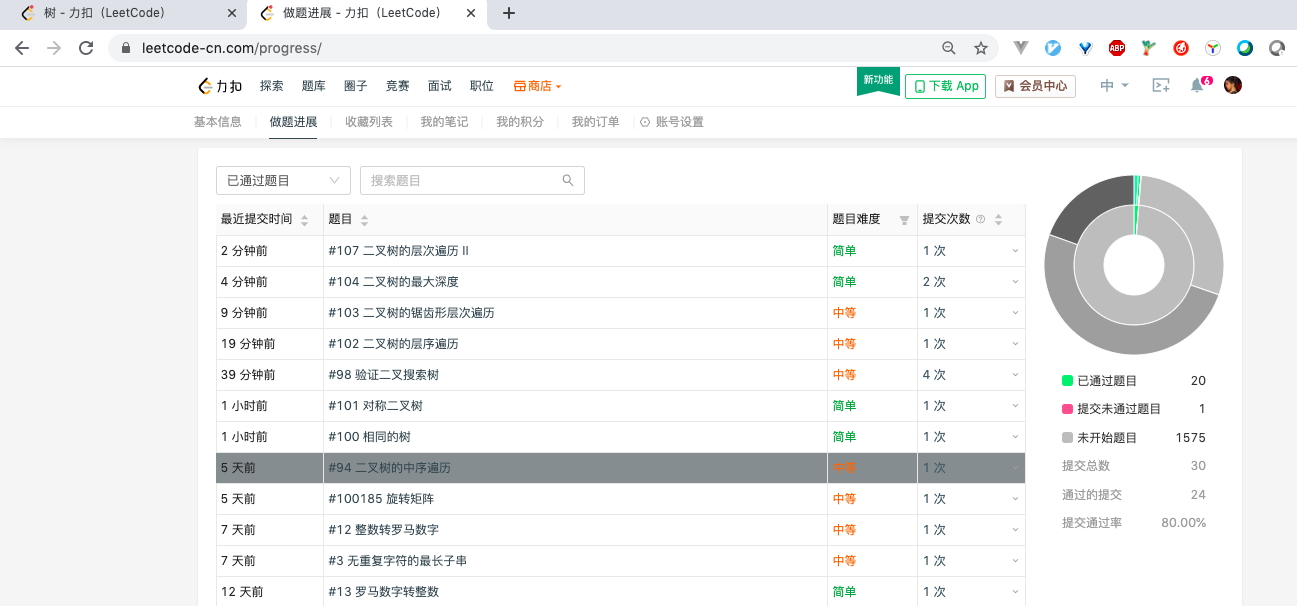 树 - 力扣（LeetCode）
做题进展 - 力扣（LeetCode）
leetcode-cn.com/progress/
ABP
力扣 探索 题库 圈子 竞赛 面试 职位 商店 新功能 下载 App 会员中心 中 6
基本信息 做题进展 收藏列表 我的笔记 我的积分 我的订单 账号设置
已通过题目 搜索题目
最近提交时间 题目 题目难度 提交次数
2 分钟前 #107 二叉树的层次遍历 II 简单 1 次
4 分钟前 #104 二叉树的最大深度 简单 2 次
9 分钟前 #103 二叉树的锯齿形层次遍历 中等 1 次
19 分钟前 #102 二叉树的层序遍历 中等 1 次
39 分钟前 #98 验证二叉搜索树 中等 4 次
1 小时前 #101 对称二叉树 简单 1 次
1 小时前 #100 相同的树 简单 1 次
5 天前 #94 二叉树的中序遍历 中等 1 次
5 天前 #100185 旋转矩阵 中等 1 次
7 天前 #12 整数转罗马数字 中等 1 次
7 天前 #3 无重复字符的最长子串 中等 1 次
12 天前 #13 罗马数字转整数 简单 1 次
已通过题目 20
提交未通过题目 1
未开始题目 1575
提交总数 30
通过的提交 24
提交通过率 80.00%